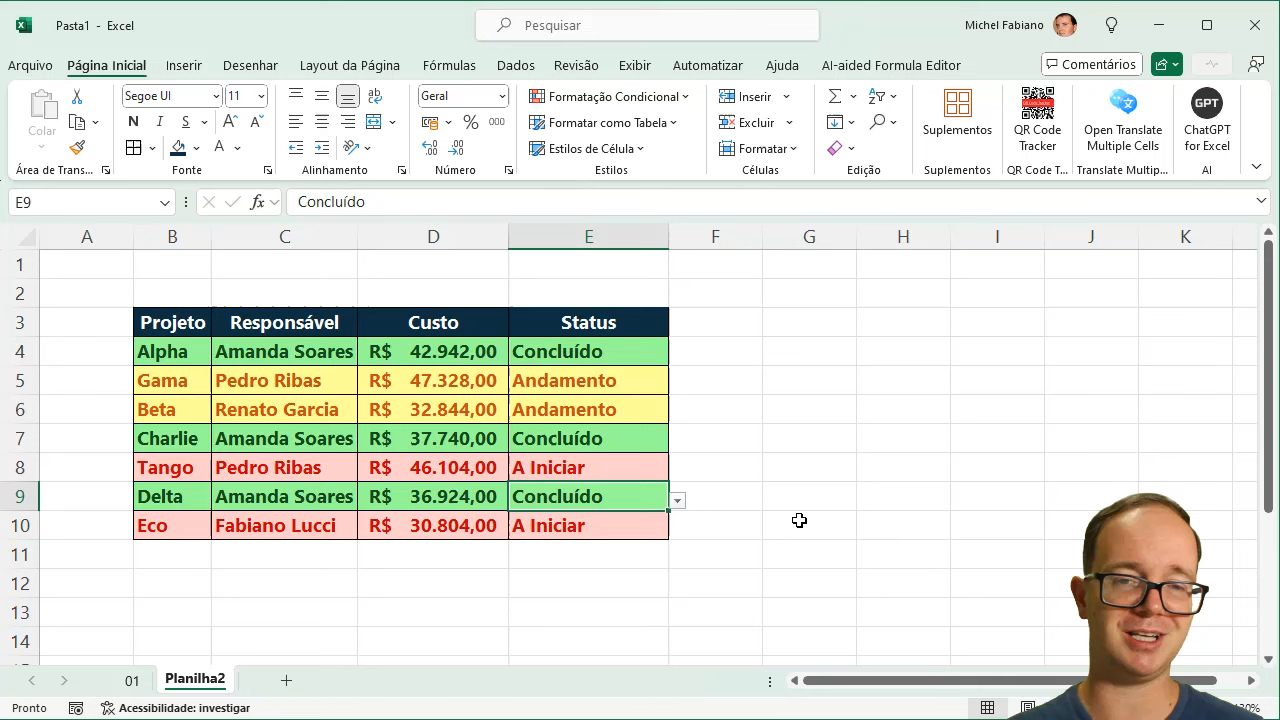 Pasta1 - Excel
Pesquisar
Michel Fabiano
Arquivo Página Inicial Inserir Desenhar Layout da Página Fórmulas Dados Revisão Exibir Automatizar Ajuda AI-aided Formula Editor
Comentários
Colar
Área de Trans...
Segoe UI 11
N I S A A
A
Fonte
ab
Alinhamento
Geral
% 000
Número
Formatação Condicional
Formatar como Tabela
Estilos de Célula
Estilos
Inserir
Excluir
Formatar
Células
Σ
Edição
Suplementos
Suplementos
QR Code
Tracker
QR Code T...
Open Translate
Multiple Cells
Translate Multip...
GPT
ChatGPT
for Excel
AI
E9 fx Concluído
A B C D E F G H I J K
1
2
3 Projeto Responsável Custo Status
4 Alpha Amanda Soares R$ 42.942,00 Concluído
5 Gama Pedro Ribas R$ 47.328,00 Andamento
6 Beta Renato Garcia R$ 32.844,00 Andamento
7 Charlie Amanda Soares R$ 37.740,00 Concluído
8 Tango Pedro Ribas R$ 46.104,00 A Iniciar
9 Delta Amanda Soares R$ 36.924,00 Concluído
10 Eco Fabiano Lucci R$ 30.804,00 A Iniciar
11
12
13
14
01 Planilha2
Pronto Acessibilidade: investigar